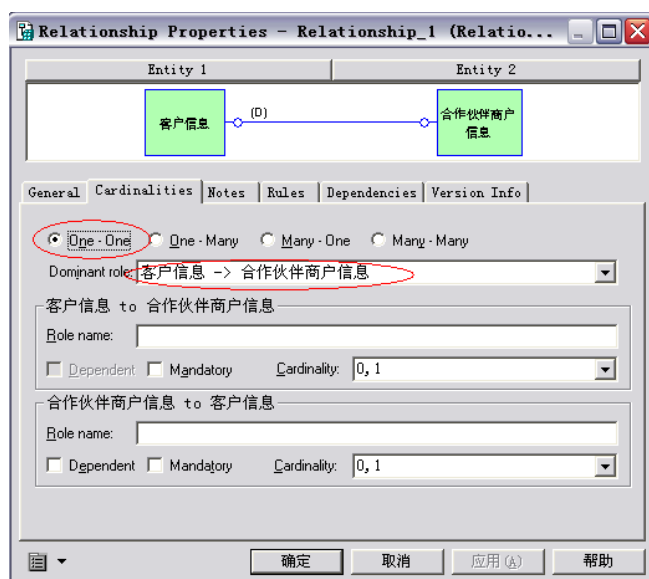 Relationship Properties - Relationship_1 (Relatio...
Entity 1 Entity 2
客户信息 (D) 合作伙伴商户
信息
General Cardinalities Notes Rules Dependencies Version Info
One - One One - Many Many - One Many - Many
Dominant role: 客户信息 -> 合作伙伴商户信息
客户信息 to 合作伙伴商户信息
Role name:
Dependent Mandatory Cardinality: 0,1
合作伙伴商户信息 to 客户信息
Role name:
Dependent Mandatory Cardinality: 0,1
确定 取消 应用(A) 帮助